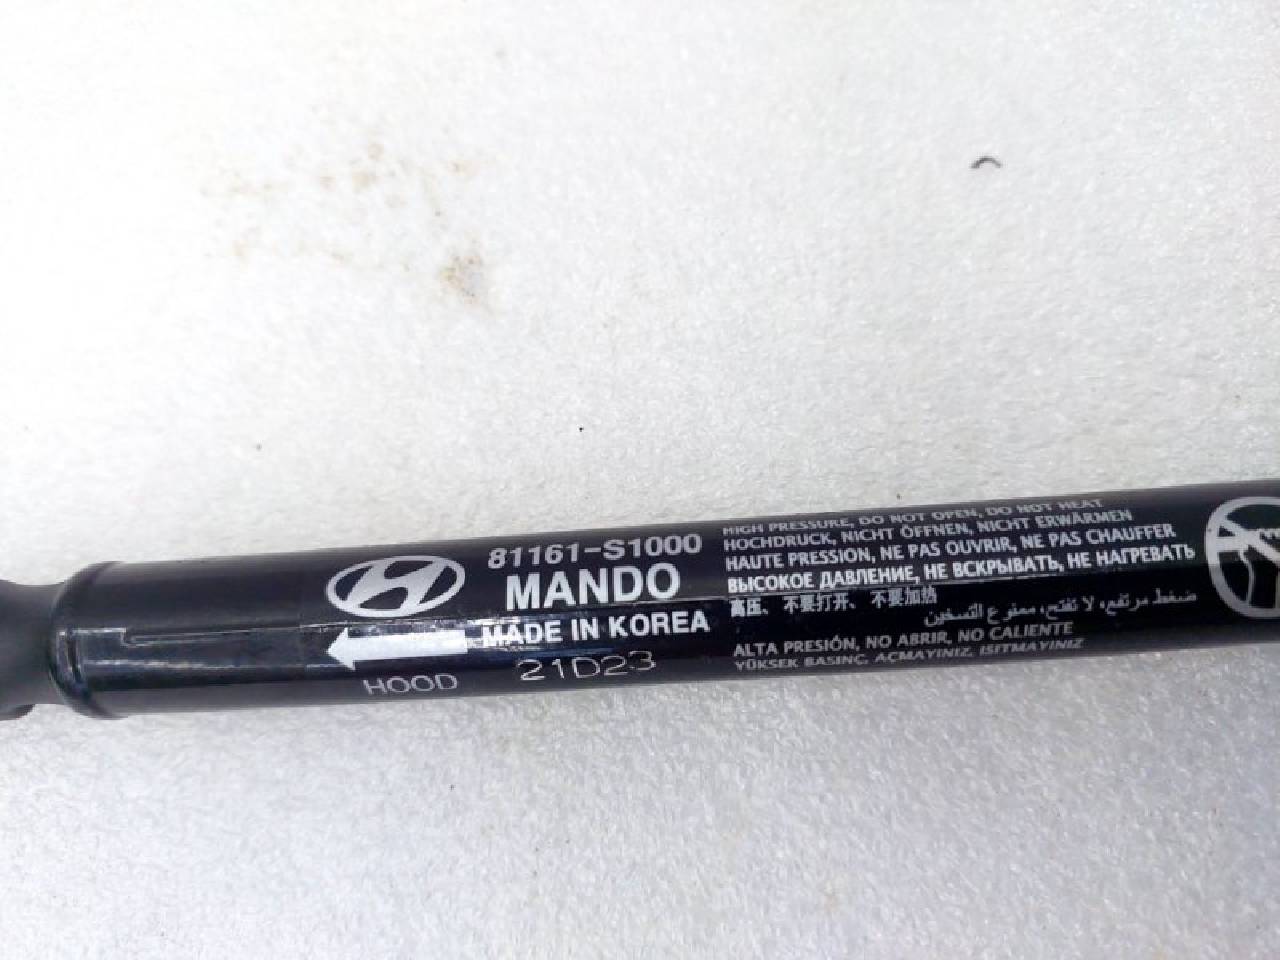 81161-S1000
MANDO
MADE IN KOREA
HOOD
21D23
HIGH PRESSURE, DO NOT OPEN, DO NOT HEAT
HOCHDRUCK, NICHT ÖFFNEN, NICHT ERWÄRMEN
HAUTE PRESSION, NE PAS OUVRIR, NE PAS CHAUFFER
ВЫСОКОЕ ДАВЛЕНИЕ, НЕ ВСКРЫВАТЬ, НЕ НАГРЕВАТЬ
高压、不要打开、不要加热
ضغط مرتفع، لا تفتح، ممنوع التسخين
ALTA PRESIÓN, NO ABRIR, NO CALIENTE
YÜKSEK BASINÇ, AÇMAYINIZ, ISITMAYINIZ